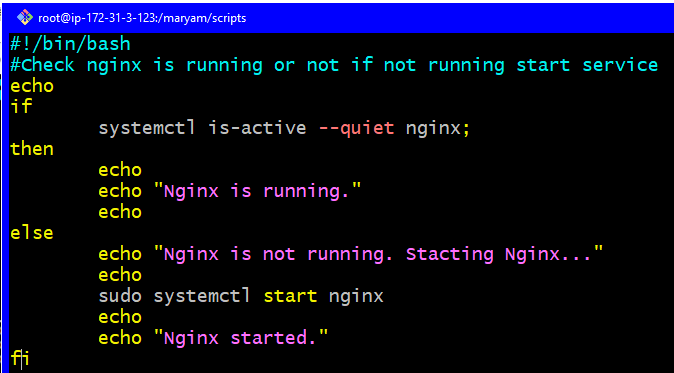 root@ip-172-31-3-123:/maryam/scripts
#!/bin/bash
#Check nginx is running or not if not running start service
echo
if
        systemctl is-active --quiet nginx;
then
        echo
        echo "Nginx is running."
        echo
else
        echo "Nginx is not running. Stacting Nginx..."
        echo
        sudo systemctl start nginx
        echo
        echo "Nginx started."
fi